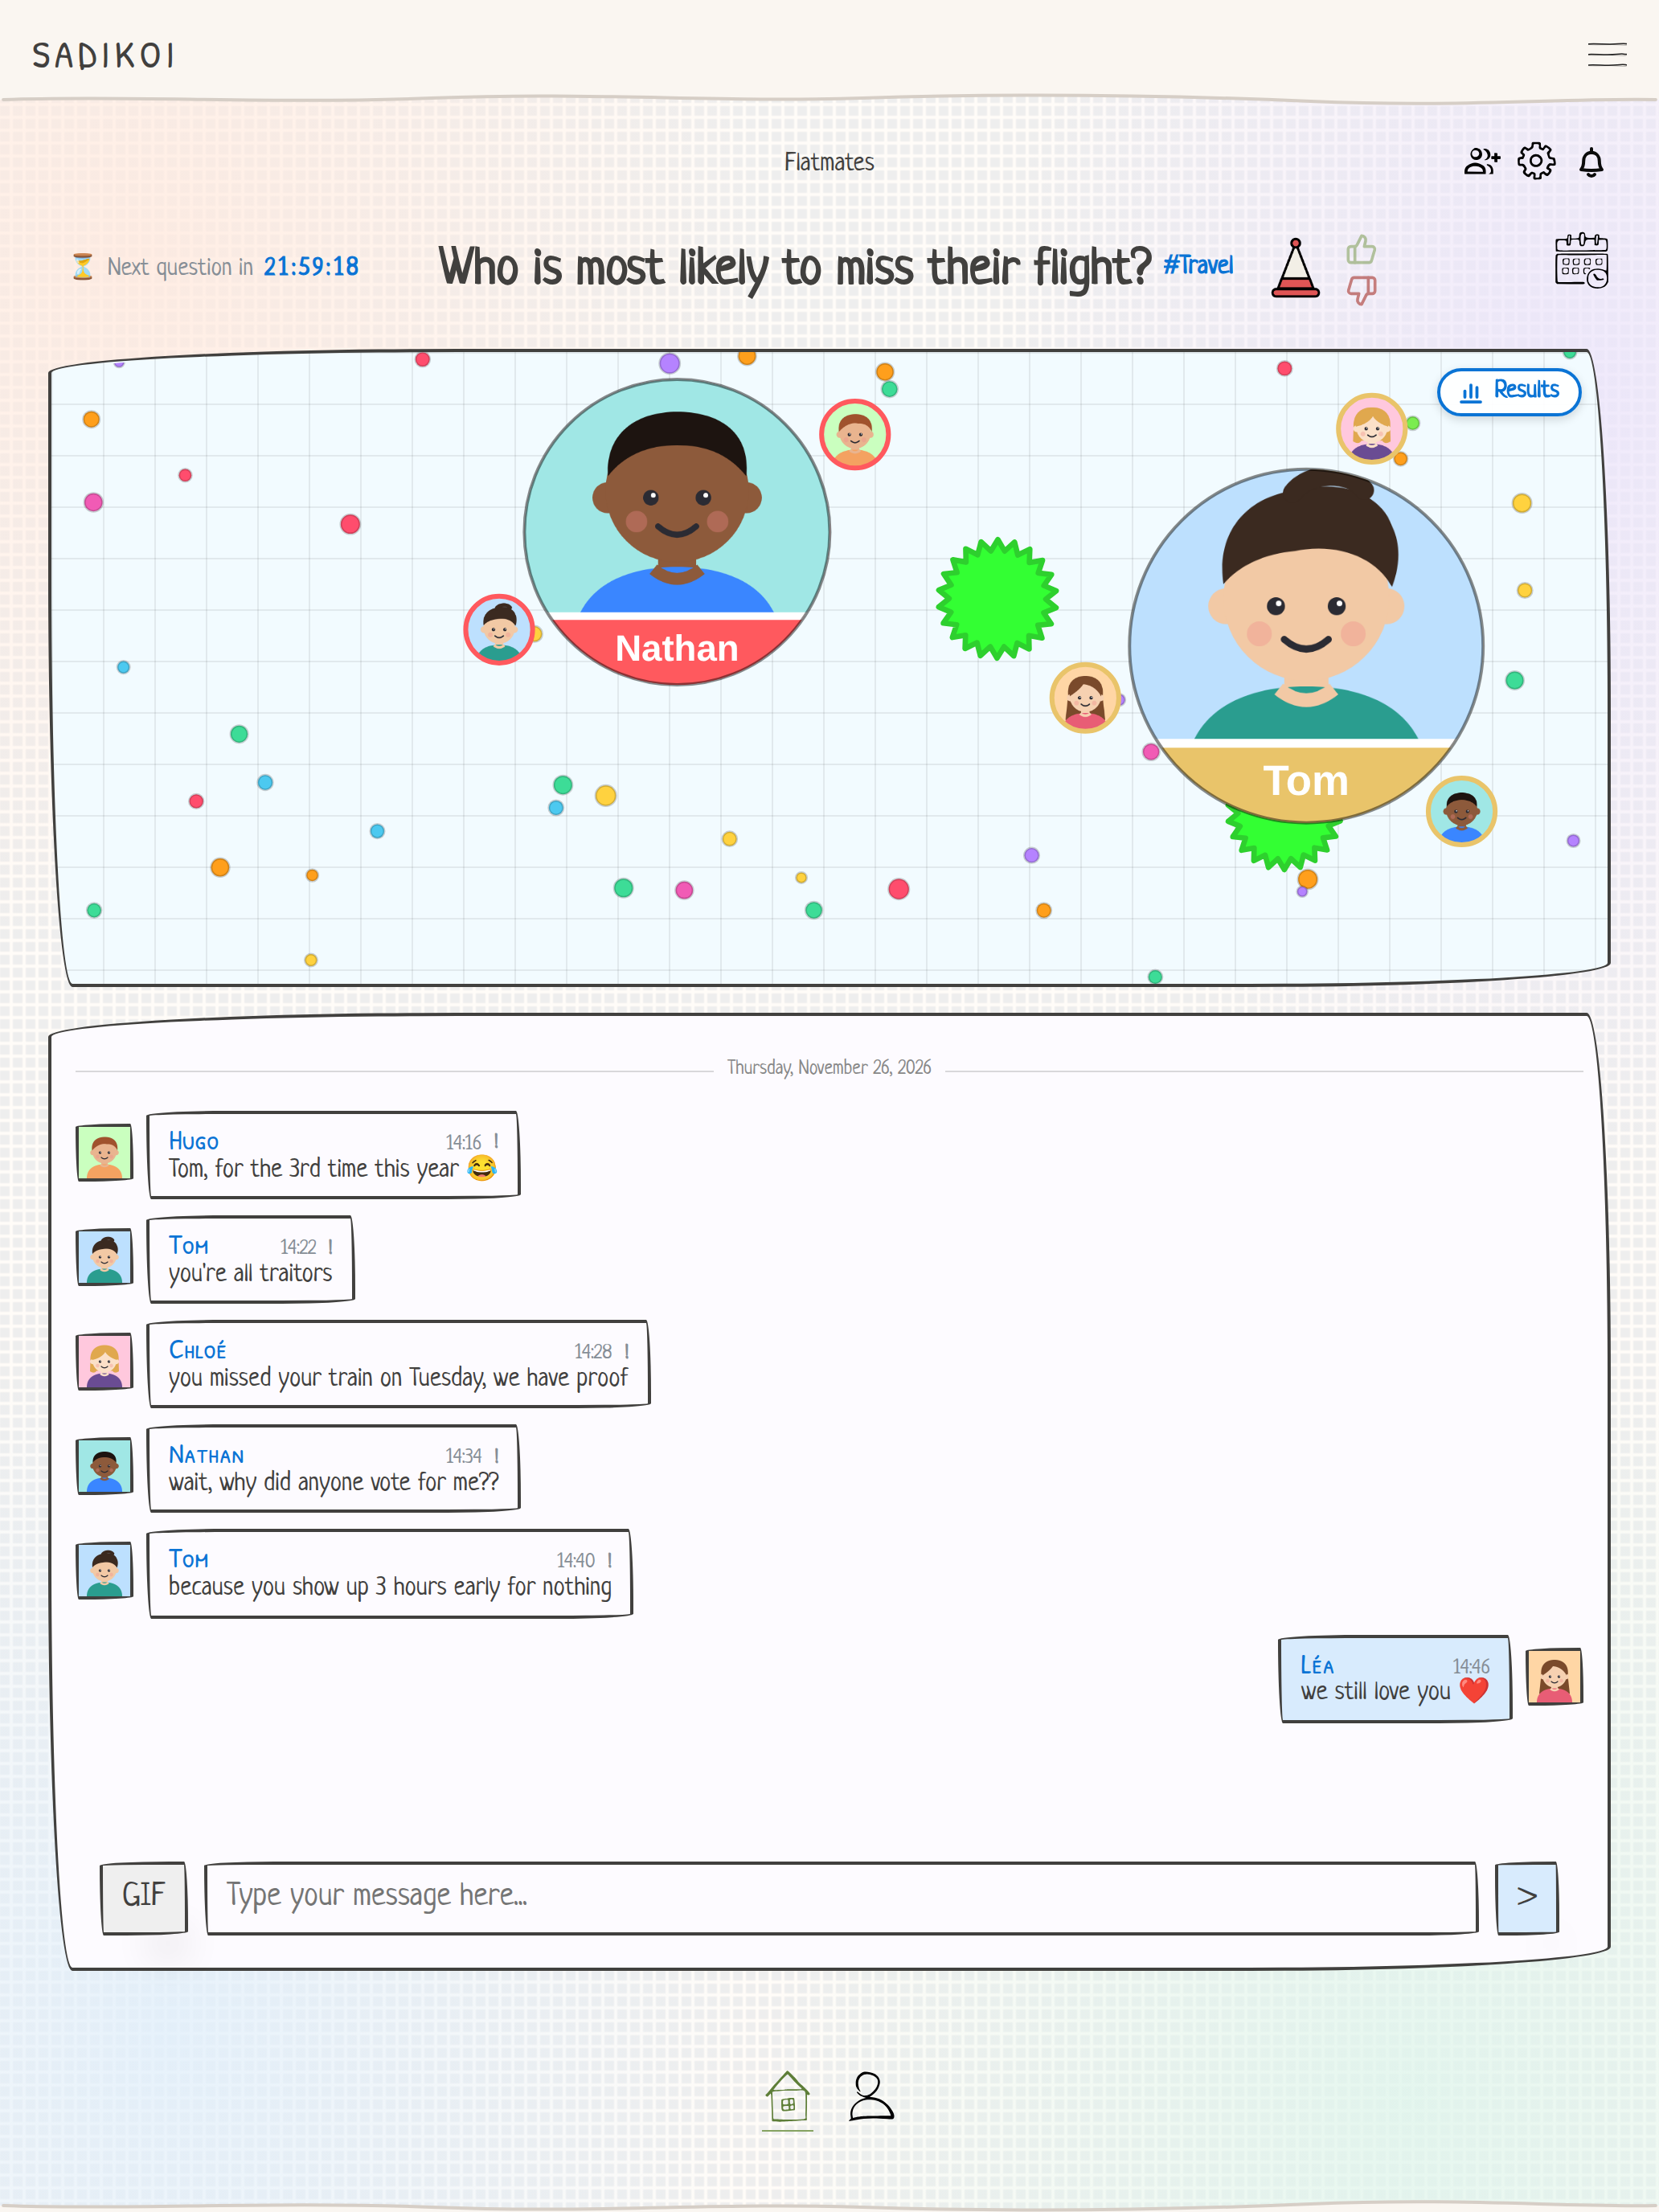 SADIKOI
Flatmates
Next question in 21:59:18
Who is most likely to miss their flight? #Travel
Results
Nathan
Tom
Thursday, November 26, 2026
Hugo 14:16 !
Tom, for the 3rd time this year 😂
Tom 14:22 !
you're all traitors
Chloé 14:28 !
you missed your train on Tuesday, we have proof
Nathan 14:34 !
wait, why did anyone vote for me??
Tom 14:40 !
because you show up 3 hours early for nothing
Léa 14:46
we still love you ❤️
GIF
Type your message here...
>